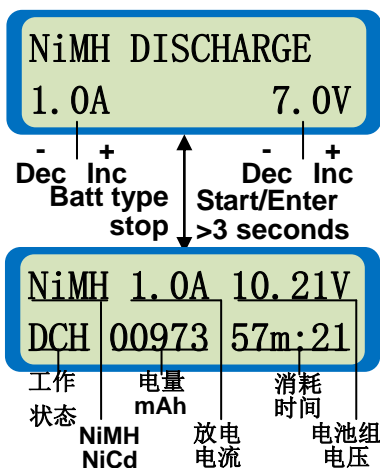 NiMH DISCHARGE
1.0A 7.0V
- + - +
Dec Inc Dec Inc
Batt type Start/Enter
stop >3 seconds
NiMH 1.0A 10.21V
DCH 00973 57m:21
工作 电量 消耗
状态 mAh 时间
NiMH 放电 电池组
NiCd 电流 电压